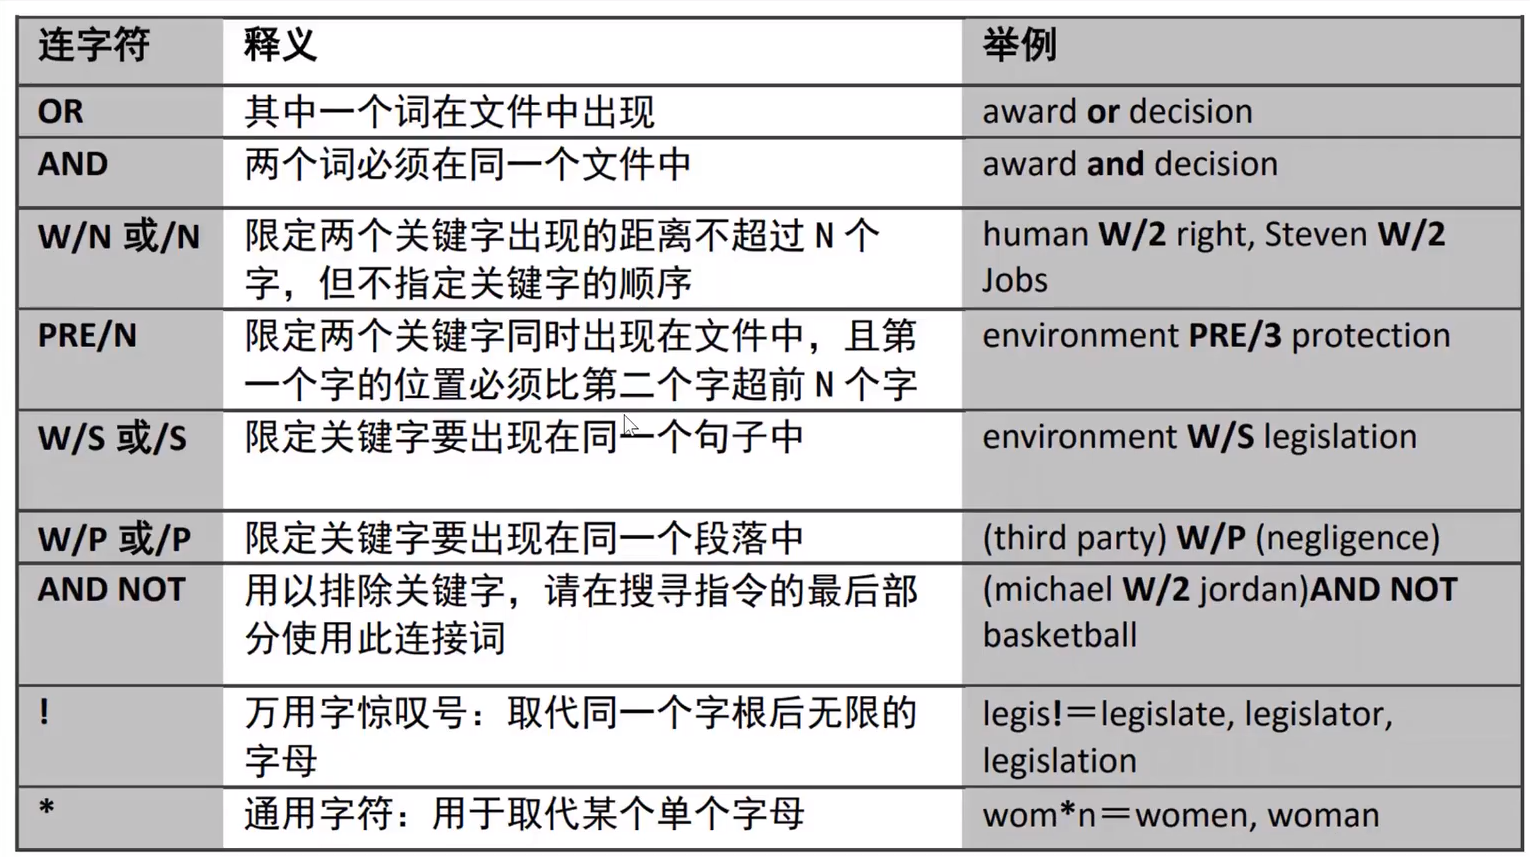 连字符 释义 举例
OR 其中一个词在文件中出现 award or decision
AND 两个词必须在同一个文件中 award and decision
W/N 或/N 限定两个关键字出现的距离不超过 N 个 human W/2 right, Steven W/2
字，但不指定关键字的顺序 Jobs
PRE/N 限定两个关键字同时出现在文件中，且第 environment PRE/3 protection
一个字的位置必须比第二个字超前 N 个字
W/S 或/S 限定关键字要出现在同一个句子中 environment W/S legislation
W/P 或/P 限定关键字要出现在同一个段落中 (third party) W/P (negligence)
AND NOT 用以排除关键字，请在搜寻指令的最后部 (michael W/2 jordan)AND NOT
分使用此连接词 basketball
! 万用字惊叹号：取代同一个字根后无限的 legis!＝legislate, legislator,
字母 legislation
* 通用字符：用于取代某个单个字母 wom*n＝women, woman